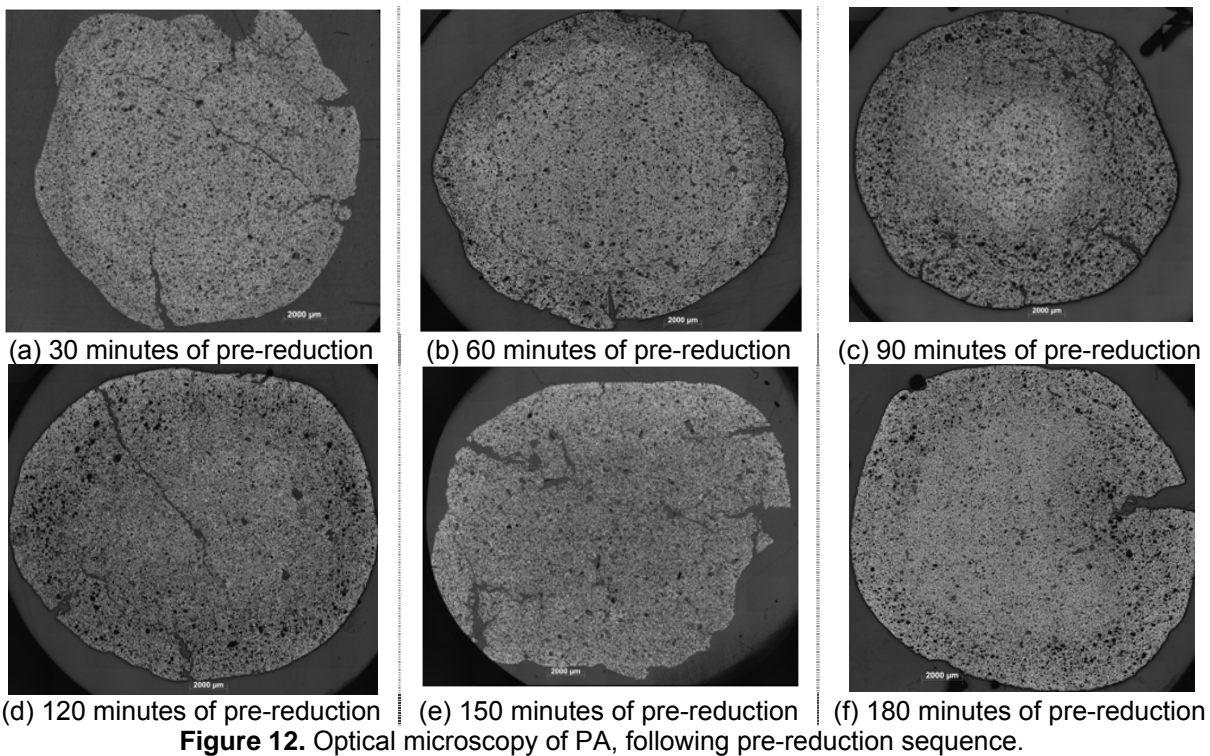 2000 µm
2000 µm
2000 µm
(a) 30 minutes of pre-reduction
(b) 60 minutes of pre-reduction
(c) 90 minutes of pre-reduction
2000 µm
2000 µm
2000 µm
(d) 120 minutes of pre-reduction
(e) 150 minutes of pre-reduction
(f) 180 minutes of pre-reduction
Figure 12. Optical microscopy of PA, following pre-reduction sequence.